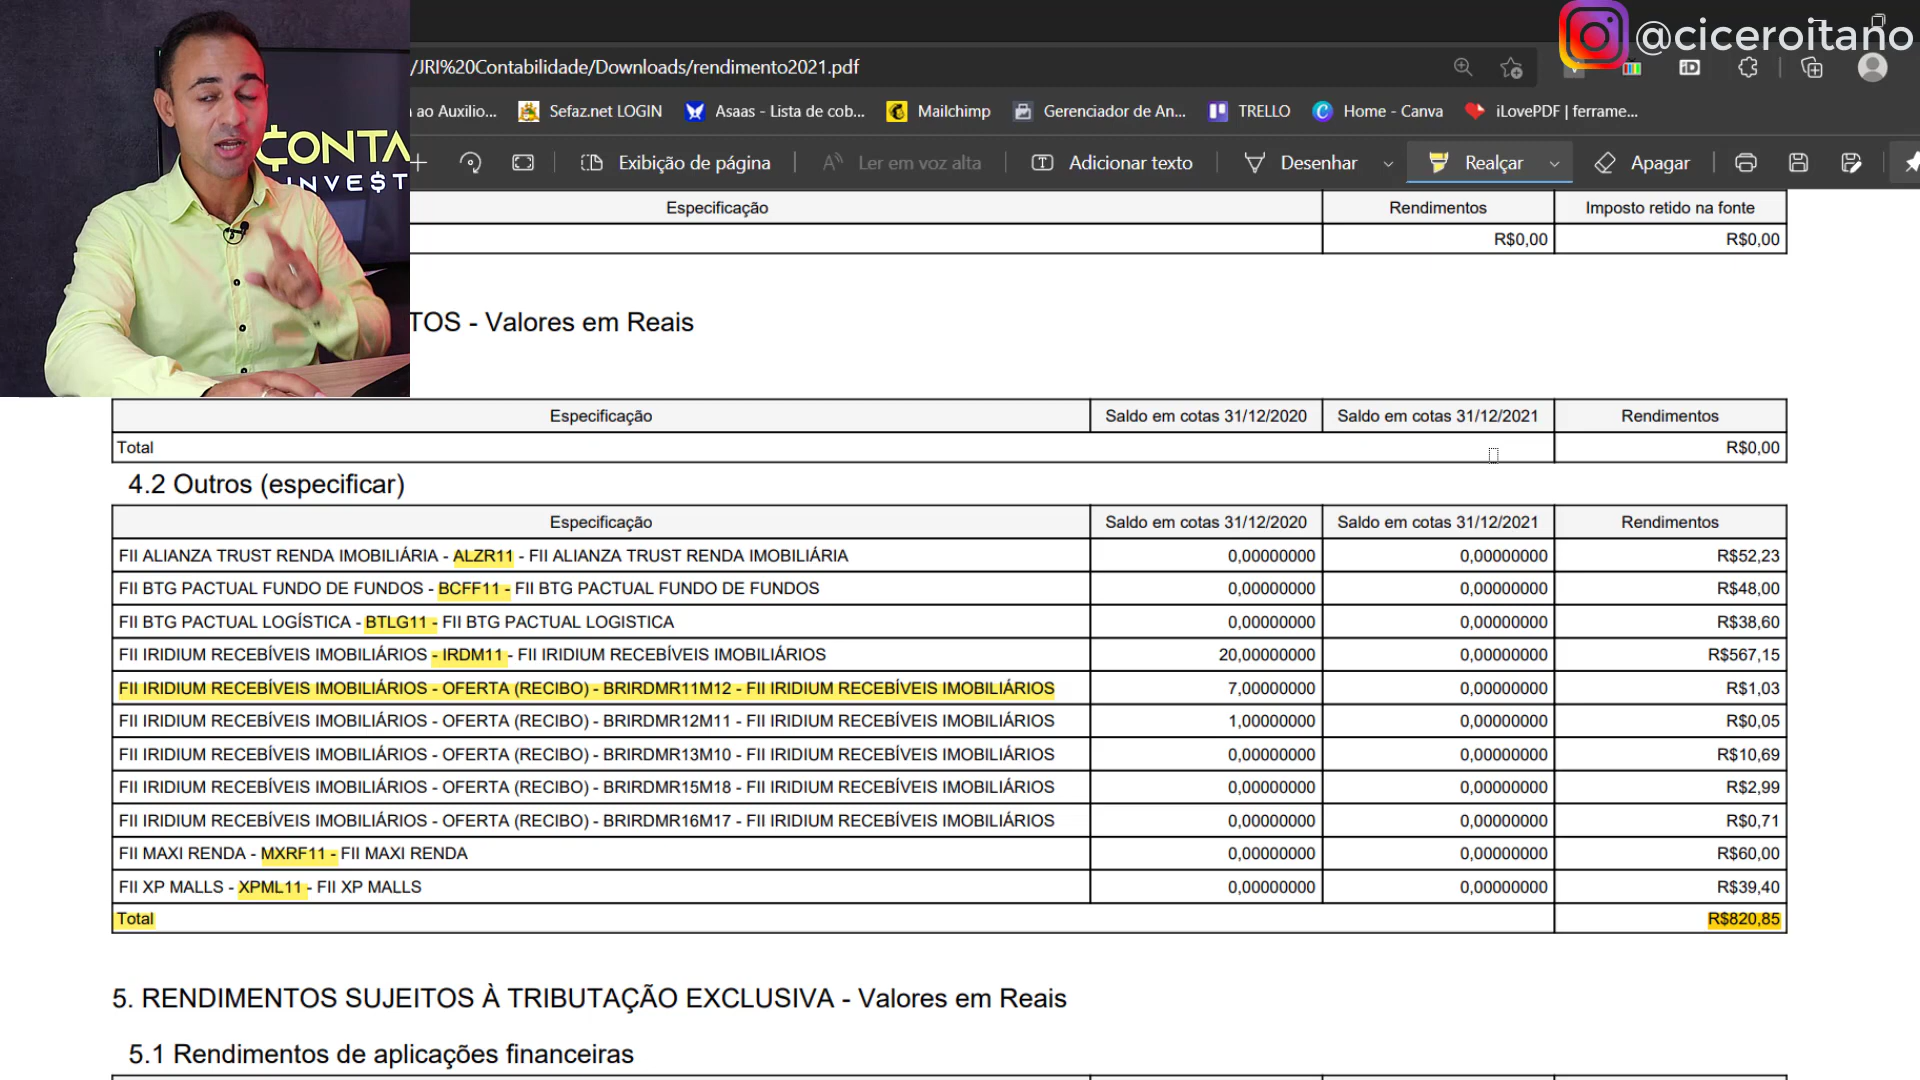 @ciceroitano
/JRI%20Contabilidade/Downloads/rendimento2021.pdf
ao Auxilio... Sefaz.net LOGIN Asaas - Lista de cob... Mailchimp Gerenciador de An... TRELLO Home - Canva iLovePDF | ferrame...
Exibição de página Ler em voz alta Adicionar texto Desenhar Realçar Apagar
$CONTA
INVE$T
Especificação Rendimentos Imposto retido na fonte
R$0,00 R$0,00
TOS - Valores em Reais
Especificação Saldo em cotas 31/12/2020 Saldo em cotas 31/12/2021 Rendimentos
Total R$0,00
4.2 Outros (especificar)
Especificação Saldo em cotas 31/12/2020 Saldo em cotas 31/12/2021 Rendimentos
FII ALIANZA TRUST RENDA IMOBILIÁRIA - ALZR11 - FII ALIANZA TRUST RENDA IMOBILIÁRIA 0,00000000 0,00000000 R$52,23
FII BTG PACTUAL FUNDO DE FUNDOS - BCFF11 - FII BTG PACTUAL FUNDO DE FUNDOS 0,00000000 0,00000000 R$48,00
FII BTG PACTUAL LOGÍSTICA - BTLG11 - FII BTG PACTUAL LOGISTICA 0,00000000 0,00000000 R$38,60
FII IRIDIUM RECEBÍVEIS IMOBILIÁRIOS - IRDM11 - FII IRIDIUM RECEBÍVEIS IMOBILIÁRIOS 20,00000000 0,00000000 R$567,15
FII IRIDIUM RECEBÍVEIS IMOBILIÁRIOS - OFERTA (RECIBO) - BRIRDMR11M12 - FII IRIDIUM RECEBÍVEIS IMOBILIÁRIOS 7,00000000 0,00000000 R$1,03
FII IRIDIUM RECEBÍVEIS IMOBILIÁRIOS - OFERTA (RECIBO) - BRIRDMR12M11 - FII IRIDIUM RECEBÍVEIS IMOBILIÁRIOS 1,00000000 0,00000000 R$0,05
FII IRIDIUM RECEBÍVEIS IMOBILIÁRIOS - OFERTA (RECIBO) - BRIRDMR13M10 - FII IRIDIUM RECEBÍVEIS IMOBILIÁRIOS 0,00000000 0,00000000 R$10,69
FII IRIDIUM RECEBÍVEIS IMOBILIÁRIOS - OFERTA (RECIBO) - BRIRDMR15M18 - FII IRIDIUM RECEBÍVEIS IMOBILIÁRIOS 0,00000000 0,00000000 R$2,99
FII IRIDIUM RECEBÍVEIS IMOBILIÁRIOS - OFERTA (RECIBO) - BRIRDMR16M17 - FII IRIDIUM RECEBÍVEIS IMOBILIÁRIOS 0,00000000 0,00000000 R$0,71
FII MAXI RENDA - MXRF11 - FII MAXI RENDA 0,00000000 0,00000000 R$60,00
FII XP MALLS - XPML11 - FII XP MALLS 0,00000000 0,00000000 R$39,40
Total R$820,85
5. RENDIMENTOS SUJEITOS À TRIBUTAÇÃO EXCLUSIVA - Valores em Reais
5.1 Rendimentos de aplicações financeiras